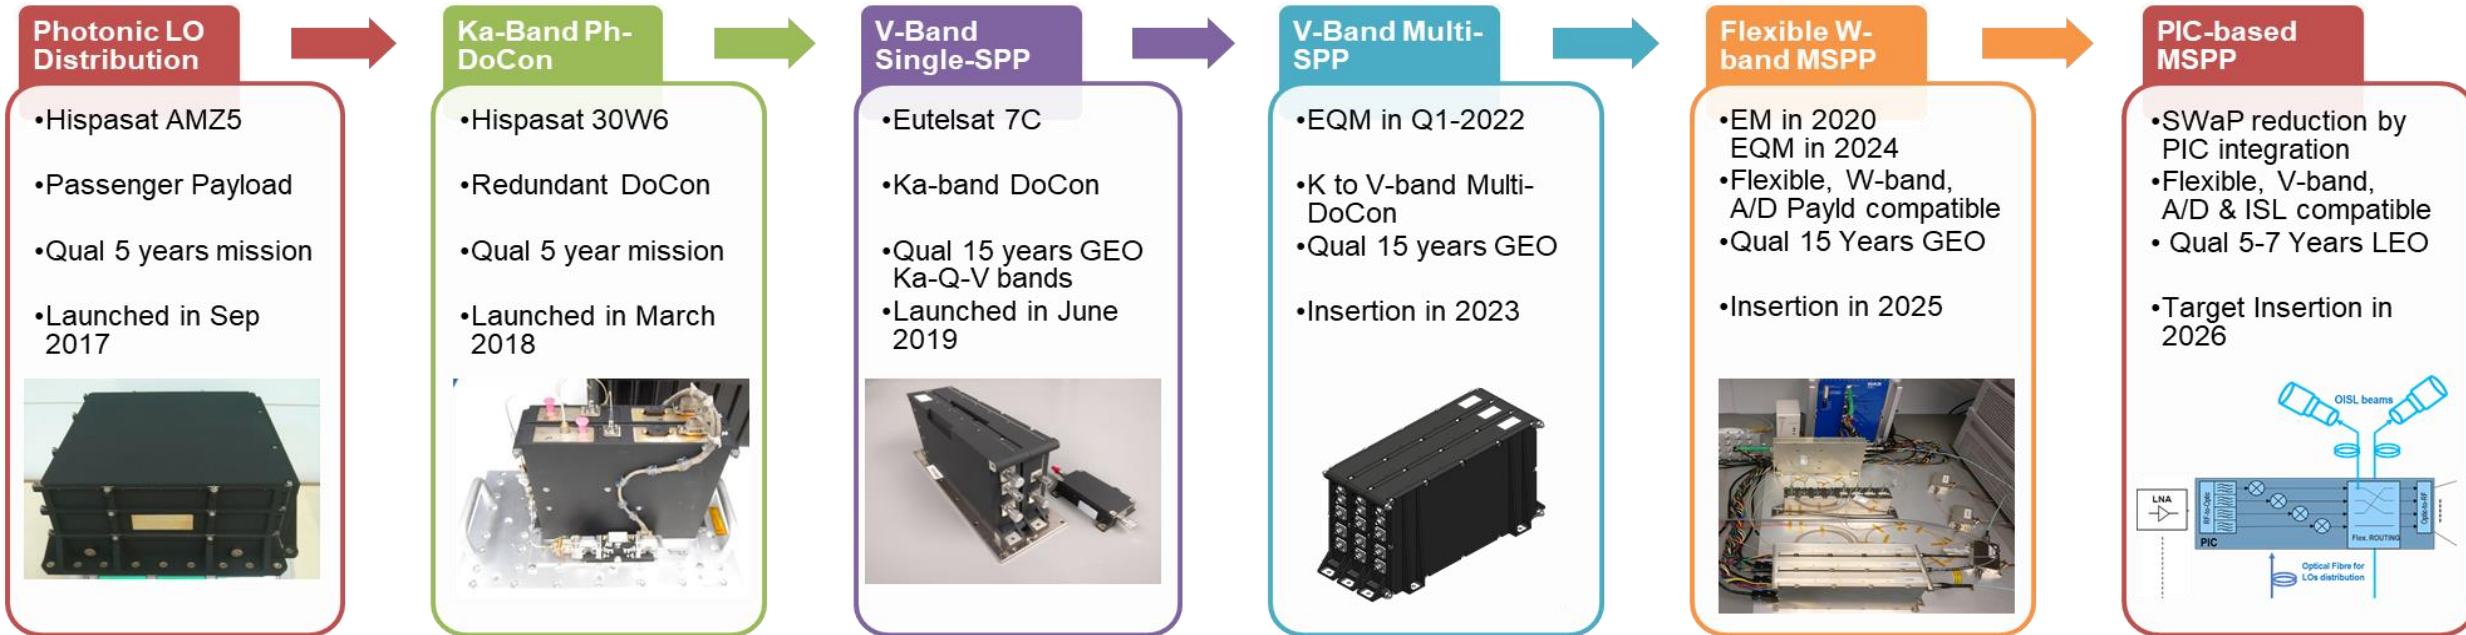 Photonic LO
Distribution
•Hispasat AMZ5
•Passenger Payload
•Qual 5 years mission
•Launched in Sep
2017
Ka-Band Ph-
DoCon
•Hispasat 30W6
•Redundant DoCon
•Qual 5 year mission
•Launched in March
2018
V-Band
Single-SPP
•Eutelsat 7C
•Ka-band DoCon
•Qual 15 years GEO
Ka-Q-V bands
•Launched in June
2019
V-Band Multi-
SPP
•EQM in Q1-2022
•K to V-band Multi-
DoCon
•Qual 15 years GEO
•Insertion in 2023
Flexible W-
band MSPP
•EM in 2020
EQM in 2024
•Flexible, W-band,
A/D Payld compatible
•Qual 15 Years GEO
•Insertion in 2025
PIC-based
MSPP
•SWaP reduction by
PIC integration
•Flexible, V-band,
A/D & ISL compatible
• Qual 5-7 Years LEO
•Target Insertion in
2026
OISL beams
LNA
RF-to-Optic
Optic-to-RF
Flex. ROUTING
PIC
Optical Fibre for
LOs distribution